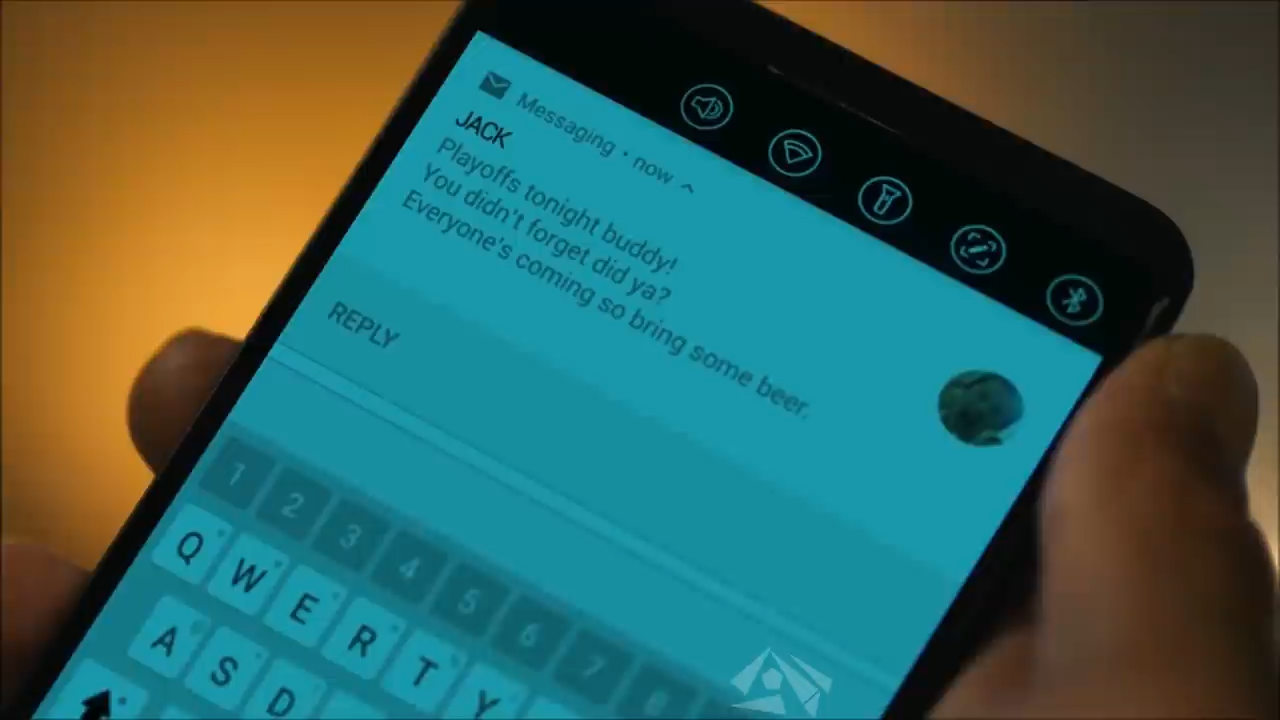 Messaging • now
JACK
Playoffs tonight buddy!
You didn't forget did ya?
Everyone's coming so bring some beer.
REPLY
1 2 3 4 5 6 7 8
Q W E R T Y
A S D